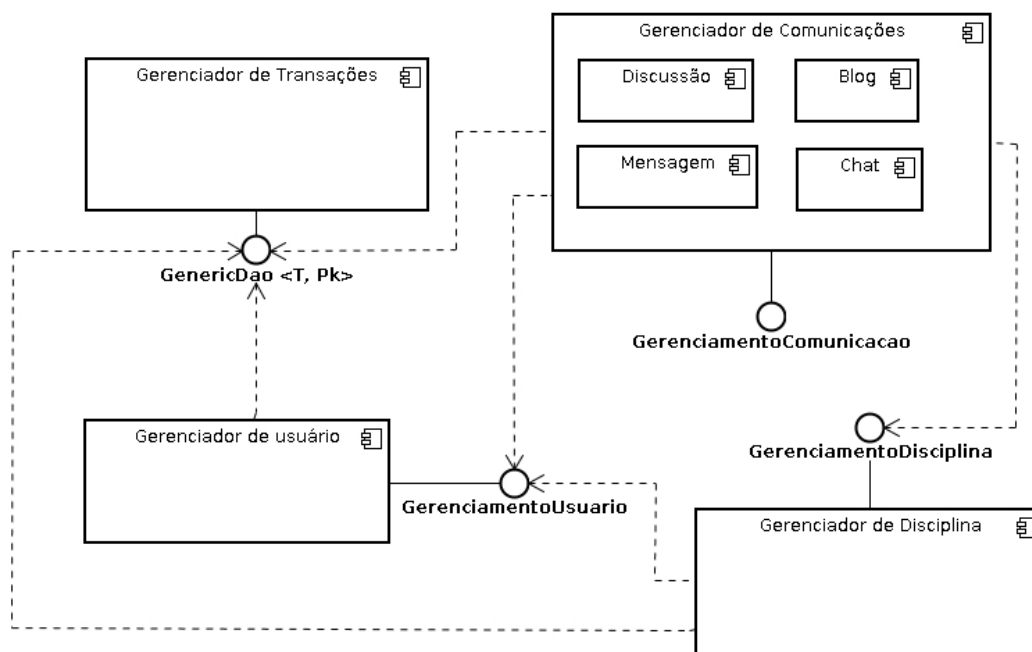 Gerenciador de Comunicações
Gerenciador de Transações
Discussão
Blog
Mensagem
Chat
GenericDao <T, Pk>
GerenciamentoComunicacao
Gerenciador de usuário
GerenciamentoUsuario
GerenciamentoDisciplina
Gerenciador de Disciplina